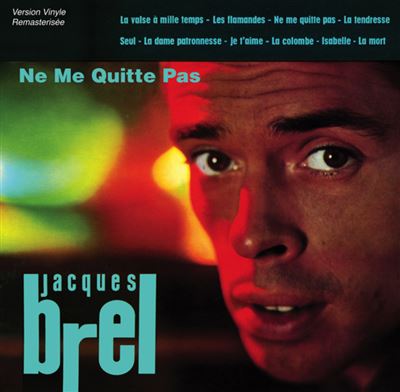 Version Vinyle
Remasterisée
La valse à mille temps - Les flamandes - Ne me quitte pas - La tendresse
Seul - La dame patronnesse - Je t'aime - La colombe - Isabelle - La mort
Ne Me Quitte Pas
jacques
brel